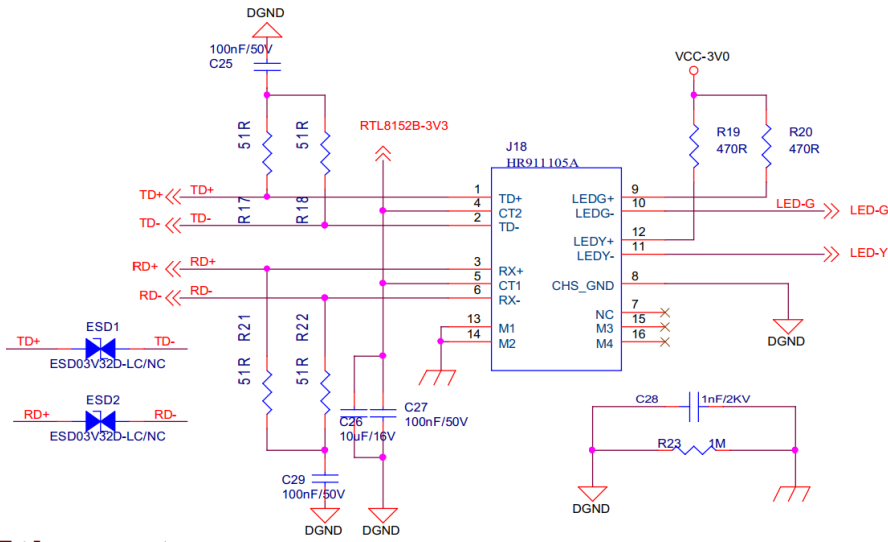 DGND
100nF/50V
C25
VCC-3V0
51R
51R
RTL8152B-3V3
R19
470R
R20
470R
J18
HR911105A
TD+
TD+
1
TD+
LEDG+
9
4
CT2
LEDG-
10
LED-G
LED-G
TD-
TD-
2
TD-
R17
R18
LEDY+
12
LEDY-
11
LED-Y
RD+
RD+
3
RX+
5
CT1
CHS_GND
8
RD-
RD-
6
RX-
NC
7
13
M1
M3
15
14
M2
M4
16
DGND
ESD1
TD+
TD-
ESD03V32D-LC/NC
R21
R22
51R
51R
ESD2
RD+
RD-
ESD03V32D-LC/NC
C26
10uF/16V
C27
100nF/50V
C28
1nF/2KV
R23
1M
C29
100nF/50V
DGND
DGND
DGND